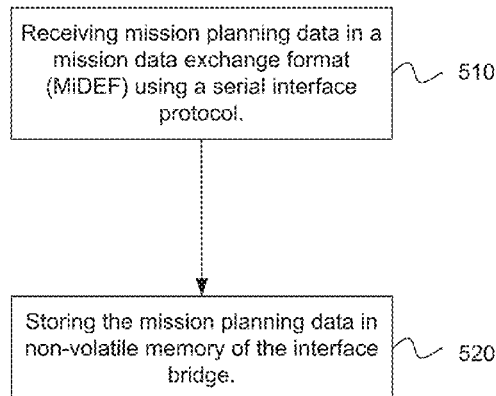 Receiving mission planning data in a
mission data exchange format
(MiDEF) using a serial interface
protocol.
510
Storing the mission planning data in
non-volatile memory of the interface
bridge.
520